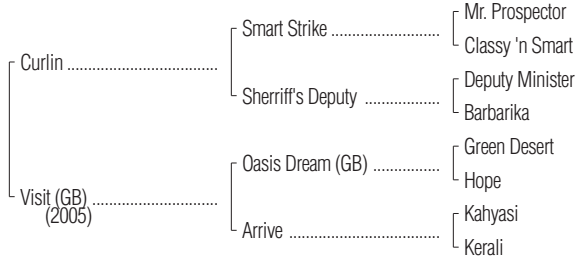 Mr. Prospector
Smart Strike ........................
Classy 'n Smart
Curlin .................................
Deputy Minister
Sherriff's Deputy ................
Barbarika
Green Desert
Oasis Dream (GB) ..............
Hope
Visit (GB) ...........................
(2005)
Kahyasi
Arrive .................................
Kerali